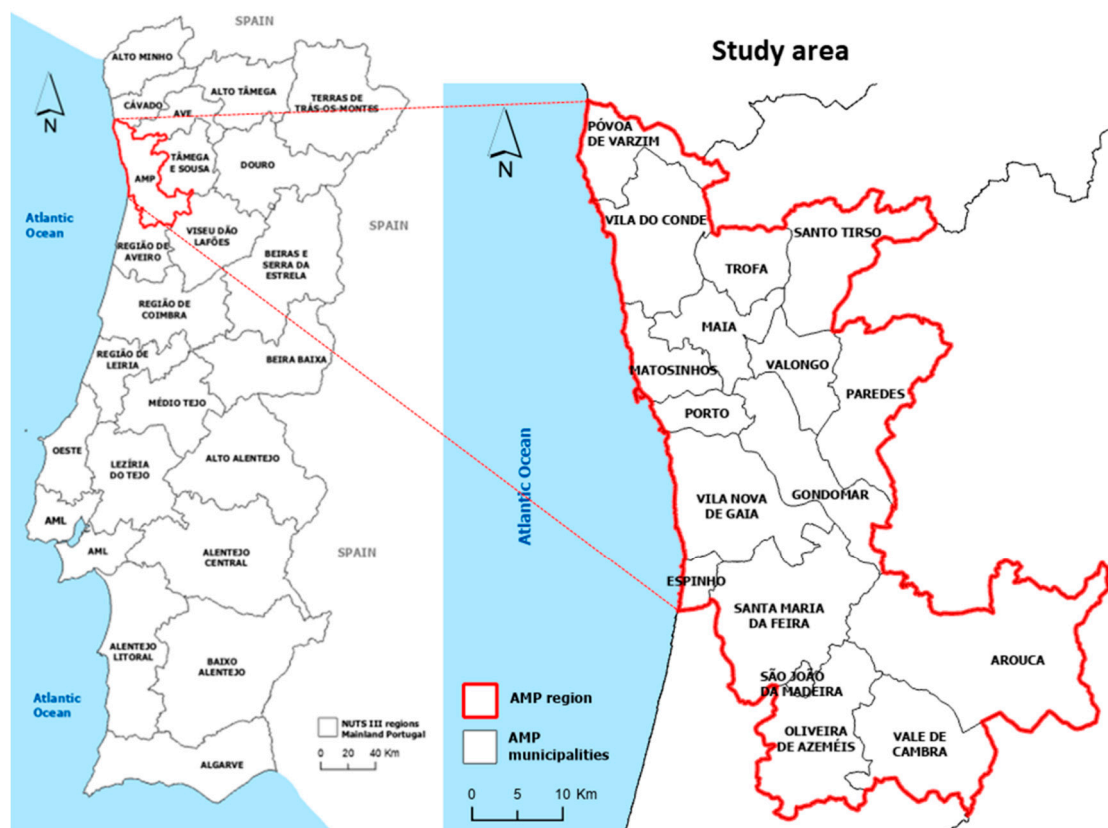 SPAIN
ALTO MINHO
N
CÁVADO
AVE
ALTO TÂMEGA
TERRAS DE
TRÁS-OS-MONTES
AMP
TÂMEGA
E SOUSA
DOURO
Atlantic
Ocean
VISEU DÃO
LAFÕES
SPAIN
REGIÃO DE
AVEIRO
BEIRAS E
SERRA DA
ESTRELA
REGIÃO DE
COIMBRA
REGIÃO DE
LEIRIA
BEIRA BAIXA
MÉDIO TEJO
OESTE
LEZÍRIA
DO TEJO
ALTO ALENTEJO
AML
AML
ALENTEJO
CENTRAL
SPAIN
ALENTEJO
LITORAL
BAIXO
ALENTEJO
Atlantic
Ocean
NUTS III regions
Mainland Portugal
0 20 40 Km
ALGARVE
Study area
N
PÓVOA
DE VARZIM
VILA DO CONDE
SANTO TIRSO
TROFA
MAIA
MATOSINHOS
VALONGO
PAREDES
PORTO
Atlantic Ocean
VILA NOVA
DE GAIA
GONDOMAR
ESPINHO
SANTA MARIA
DA FEIRA
AROUCA
SÃO JOÃO
DA MADEIRA
OLIVEIRA
DE AZEMÉIS
VALE DE
CAMBRA
AMP region
AMP
municipalities
0 5 10 Km